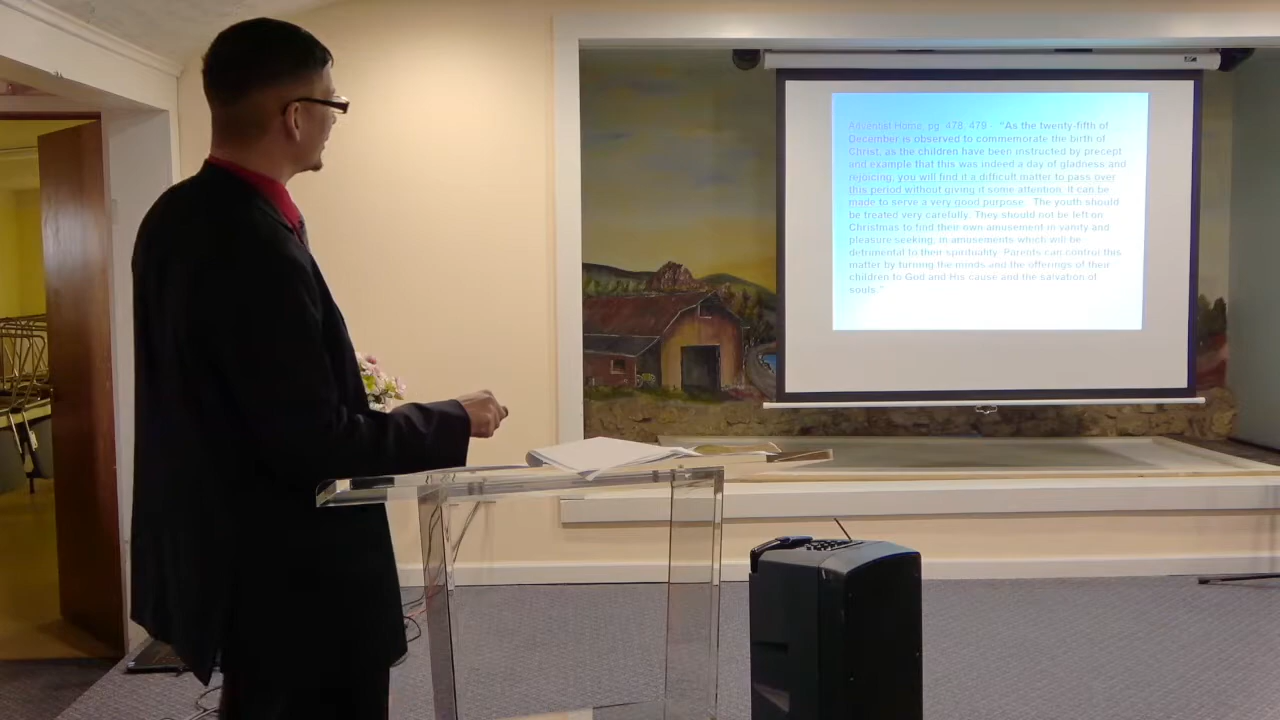 Adventist Home, pg. 478, 479 - "As the twenty-fifth of
December is observed to commemorate the birth of
Christ, as the children have been instructed by precept
and example that this was indeed a day of gladness and
rejoicing, you will find it a difficult matter to pass over
this period without giving it some attention. It can be
made to serve a very good purpose. The youth should
be treated very carefully. They should not be left on
Christmas to find their own amusement in vanity and
pleasure seeking, in amusements which will be
detrimental to their spirituality. Parents can control this
matter by turning the minds and the offerings of their
children to God and His cause and the salvation of
souls."